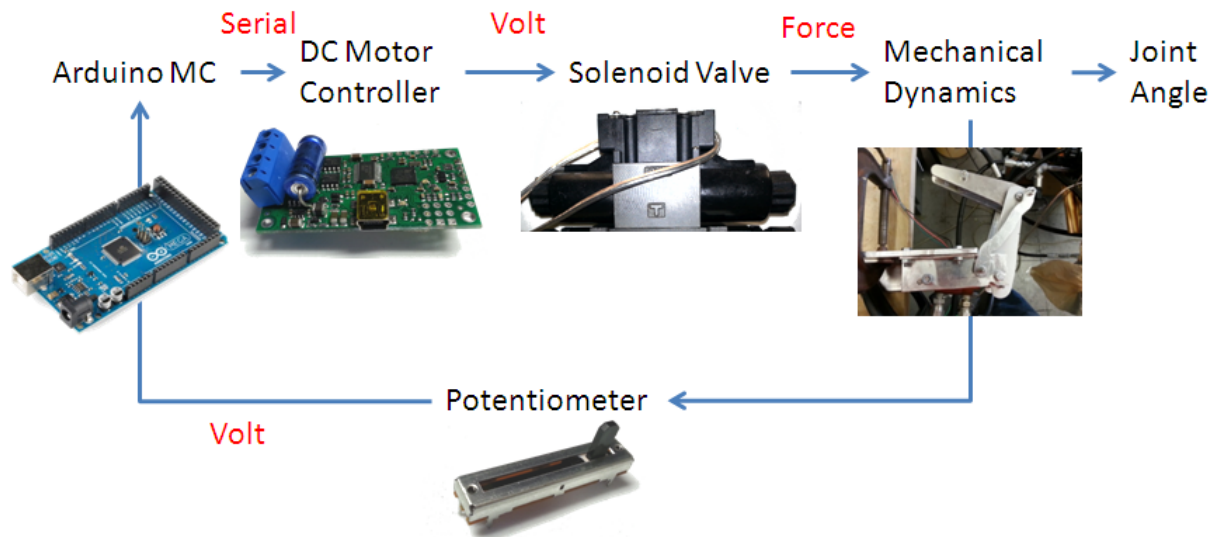 Serial
Volt
Force
Arduino MC
DC Motor
Controller
Solenoid Valve
Mechanical
Dynamics
Joint
Angle
Potentiometer
Volt